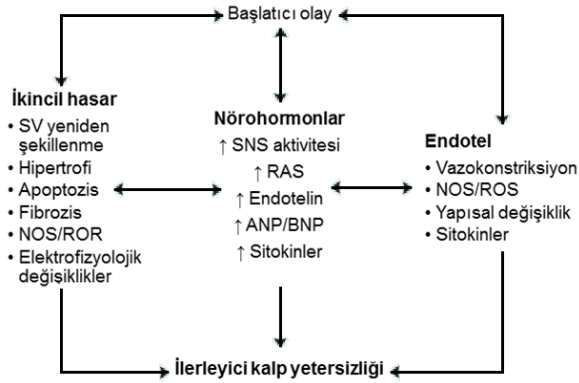 Başlatıcı olay
İkincil hasar
• SV yeniden
şekillenme
• Hipertrofi
• Apoptozis
• Fibrozis
• NOS/ROR
• Elektrofizyolojik
değişiklikler
Nörohormonlar
↑ SNS aktivitesi
↑ RAS
↑ Endotelin
↑ ANP/BNP
↑ Sitokinler
Endotel
• Vazokonstriksiyon
• NOS/ROS
• Yapısal değişiklik
• Sitokinler
İlerleyici kalp yetersizliği